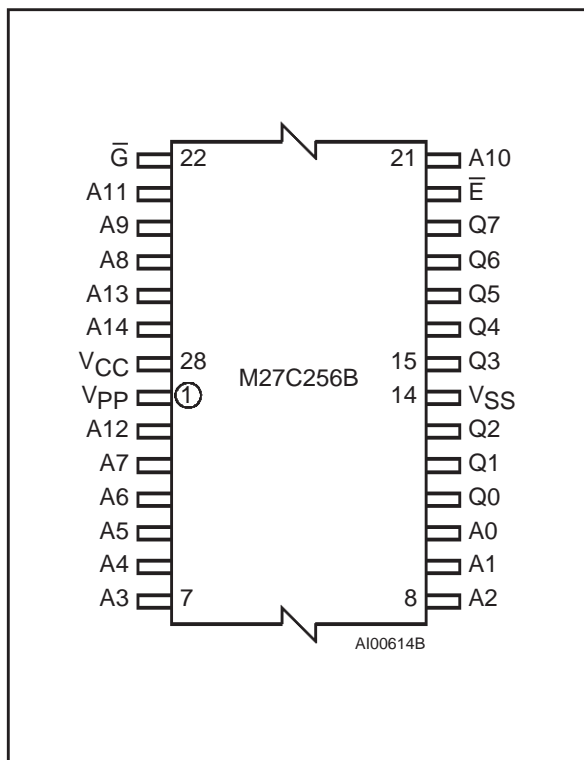 G̅ 22 21 A10
A11 E̅
A9 Q7
A8 Q6
A13 Q5
A14 Q4
VCC 28 15 Q3
M27C256B
VPP 1 14 VSS
A12 Q2
A7 Q1
A6 Q0
A5 A0
A4 A1
A3 7 8 A2
AI00614B